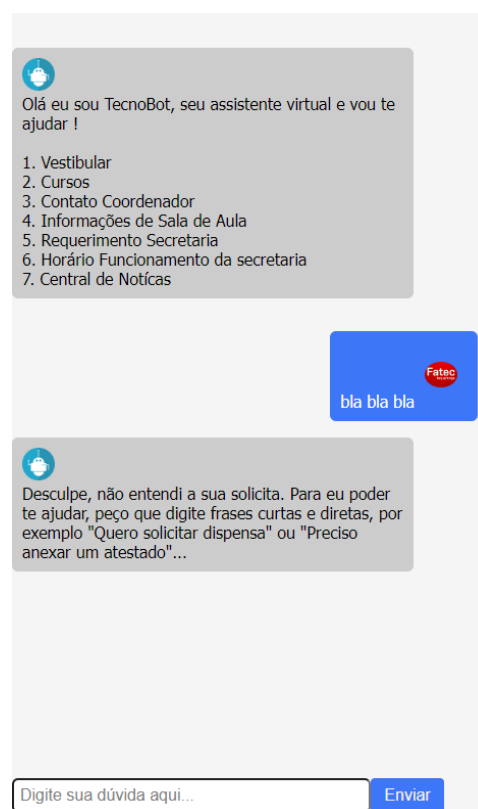 Olá eu sou TecnoBot, seu assistente virtual e vou te
ajudar !
1. Vestibular
2. Cursos
3. Contato Coordenador
4. Informações de Sala de Aula
5. Requerimento Secretaria
6. Horário Funcionamento da secretaria
7. Central de Notícas
Fatec
bla bla bla
Desculpe, não entendi a sua solicita. Para eu poder
te ajudar, peço que digite frases curtas e diretas, por
exemplo "Quero solicitar dispensa" ou "Preciso
anexar um atestado"...
Digite sua dúvida aqui...
Enviar